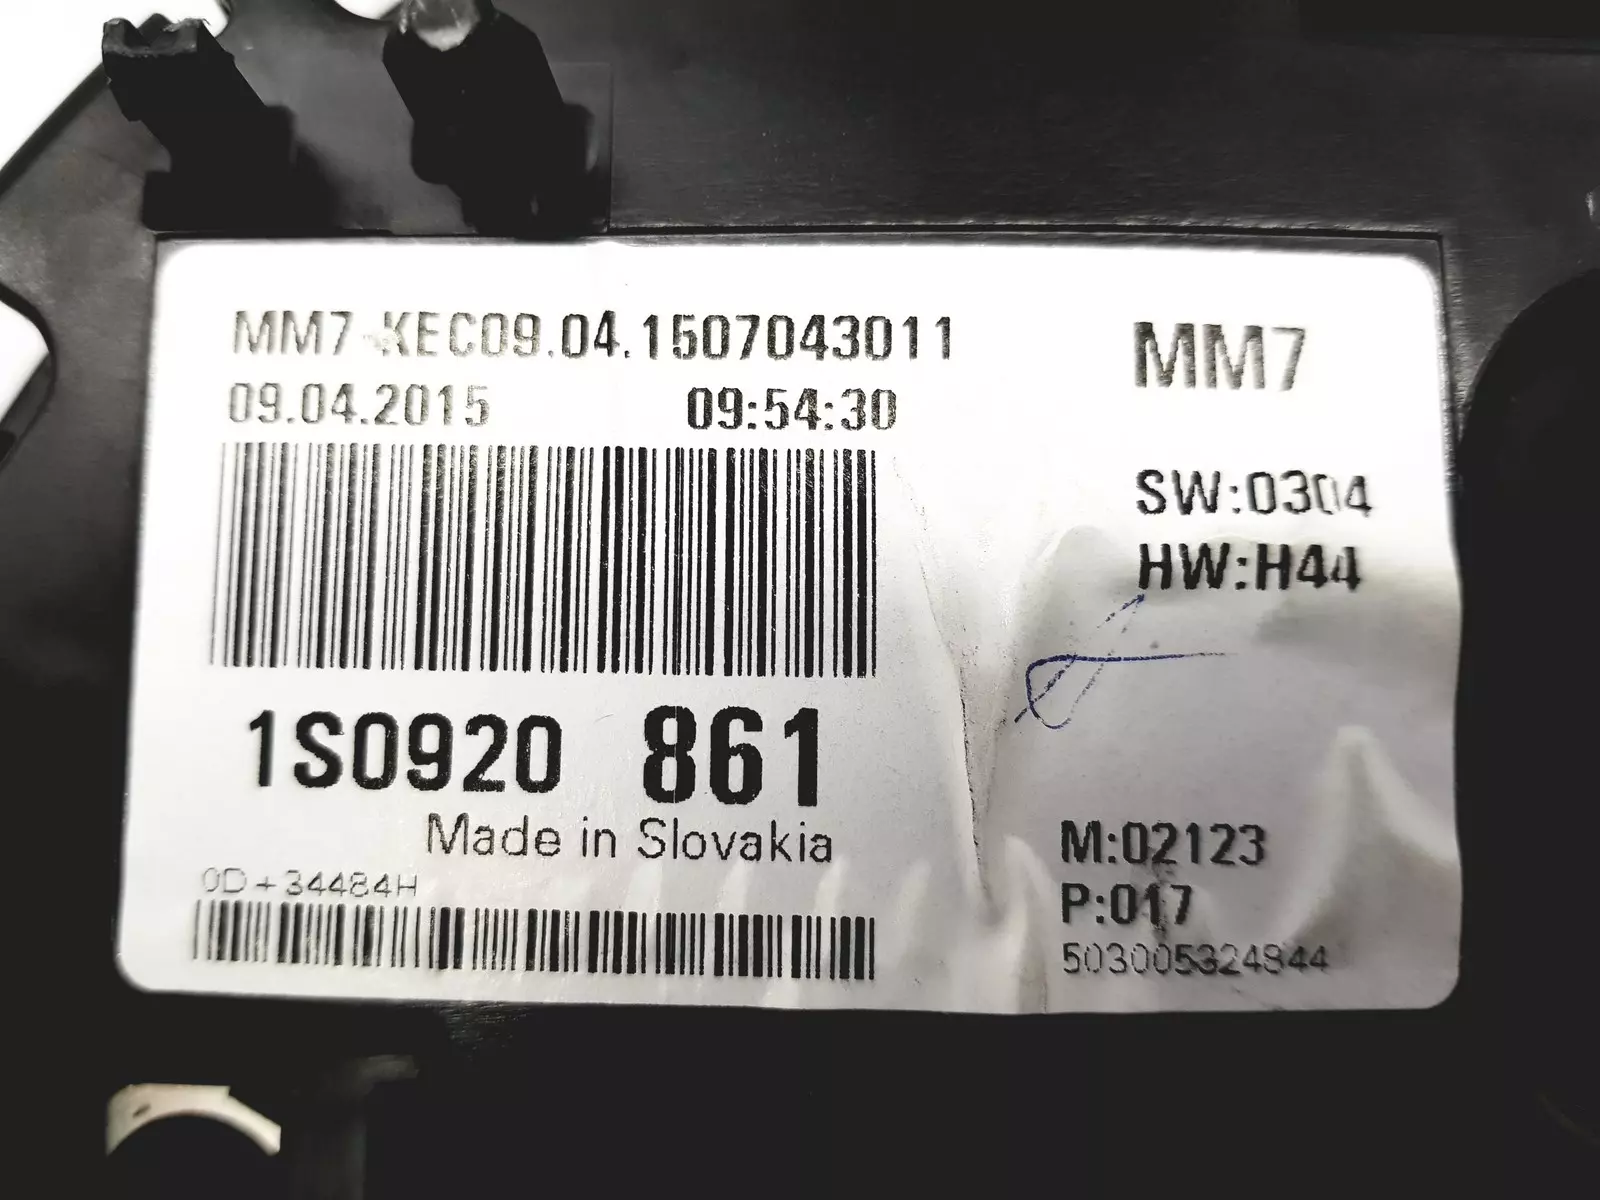 MM7-KEC09.04.1507043011
09.04.2015 09:54:30
1S0920 861
Made in Slovakia
0D+34484H
MM7
SW:0304
HW:H44
M:02123
P:017
503005324844